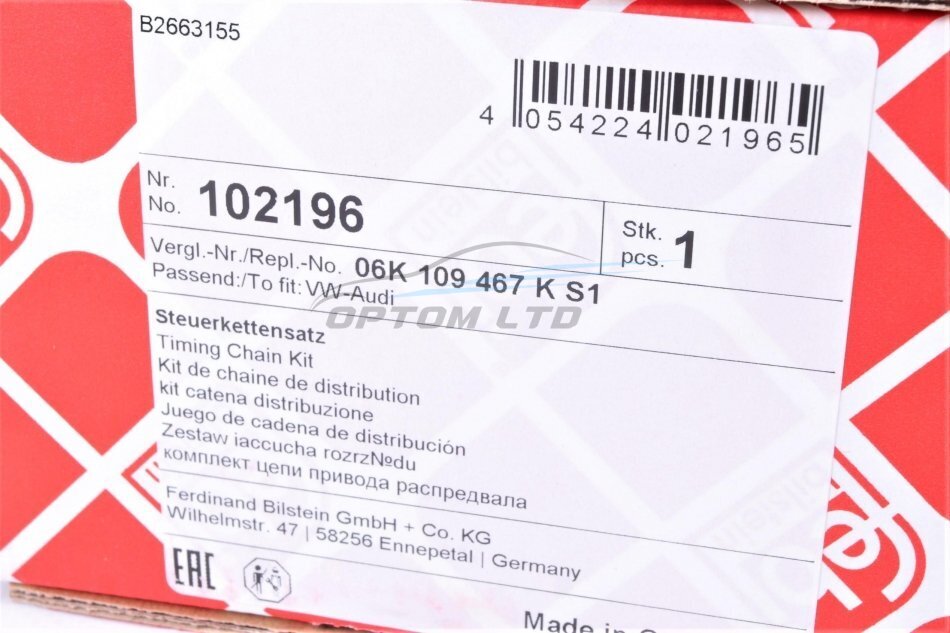 B2663155
4 054224 021965
Nr.
No. 102196
Stk.
pcs. 1
Vergl.-Nr./Repl.-No. 06K 109 467 K S1
Passend:/To fit: VW-Audi
OPTOM LTD
Steuerkettensatz
Timing Chain Kit
Kit de chaine de distribution
kit catena distribuzione
Juego de cadena de distribución
Zestaw iaccucha rozrz№du
комплект цепи привода распредвала
Ferdinand Bilstein GmbH + Co. KG
Wilhelmstr. 47 | 58256 Ennepetal | Germany
EAC
Made in